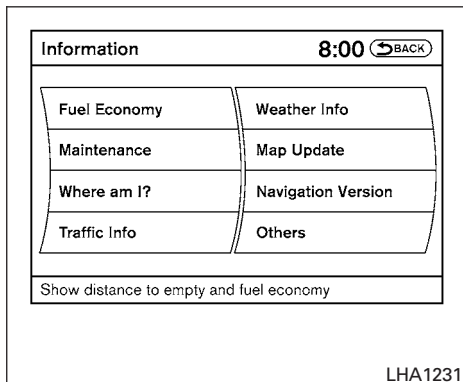 Information 8:00 BACK
Fuel Economy
Maintenance
Where am I?
Traffic Info
Weather Info
Map Update
Navigation Version
Others
Show distance to empty and fuel economy
LHA1231